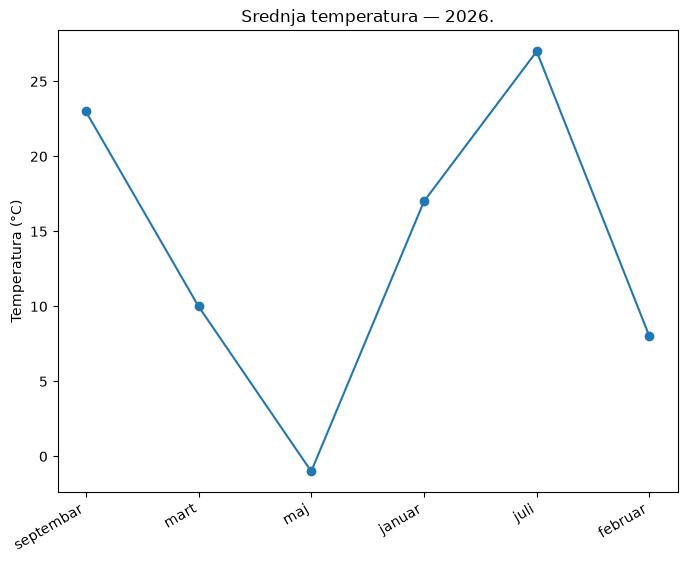 Srednja temperatura — 2026.
Temperatura (°C)
25
20
15
10
5
0
septembar
mart
maj
januar
juli
februar